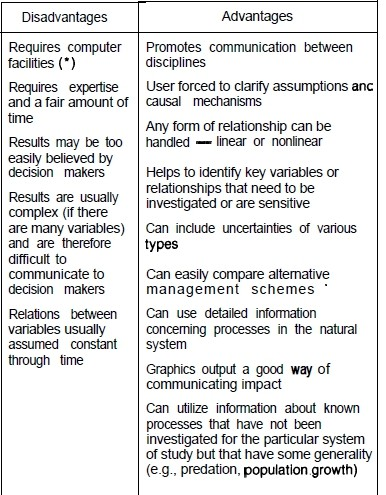 Disadvantages
Requires computer
facilities (*)
Requires expertise
and a fair amount of
time
Results may be too
easily believed by
decision makers
Results are usually
complex (if there
are many variables)
and are therefore
difficult to
communicate to
decision makers
Relations between
variables usually
assumed constant
through time
Advantages
Promotes communication between
disciplines
User forced to clarify assumptions and
causal mechanisms
Any form of relationship can be
handled — linear or nonlinear
Helps to identify key variables or
relationships that need to be
investigated or are sensitive
Can include uncertainties of various
types
Can easily compare alternative
management schemes
Can use detailed information
concerning processes in the natural
system
Graphics output a good way of
communicating impact
Can utilize information about known
processes that have not been
investigated for the particular system
of study but that have some generality
(e.g., predation, population growth)